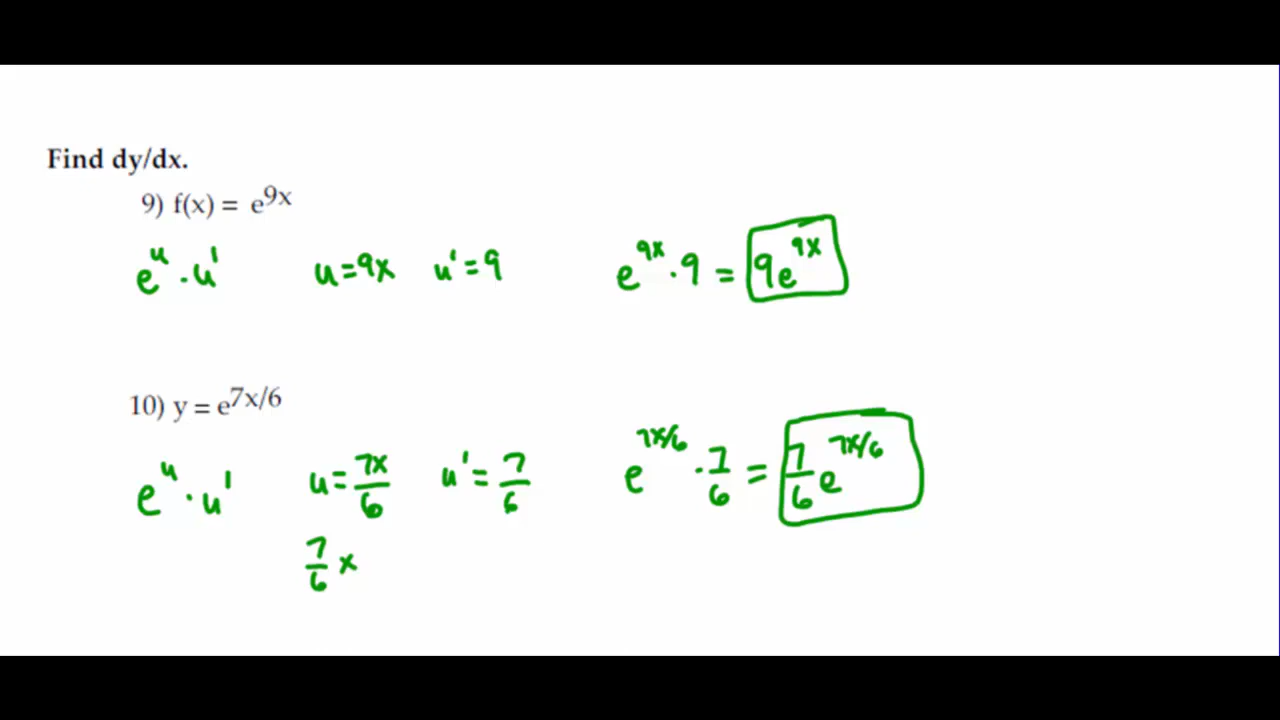 Find dy/dx.
9) f(x) = e^9x
e^u · u' u = 9x u' = 9 e^9x · 9 = 9e^9x
10) y = e^7x/6
e^u · u' u = 7x/6 u' = 7/6 e^7x/6 · 7/6 = 7/6 e^7x/6
7/6 x